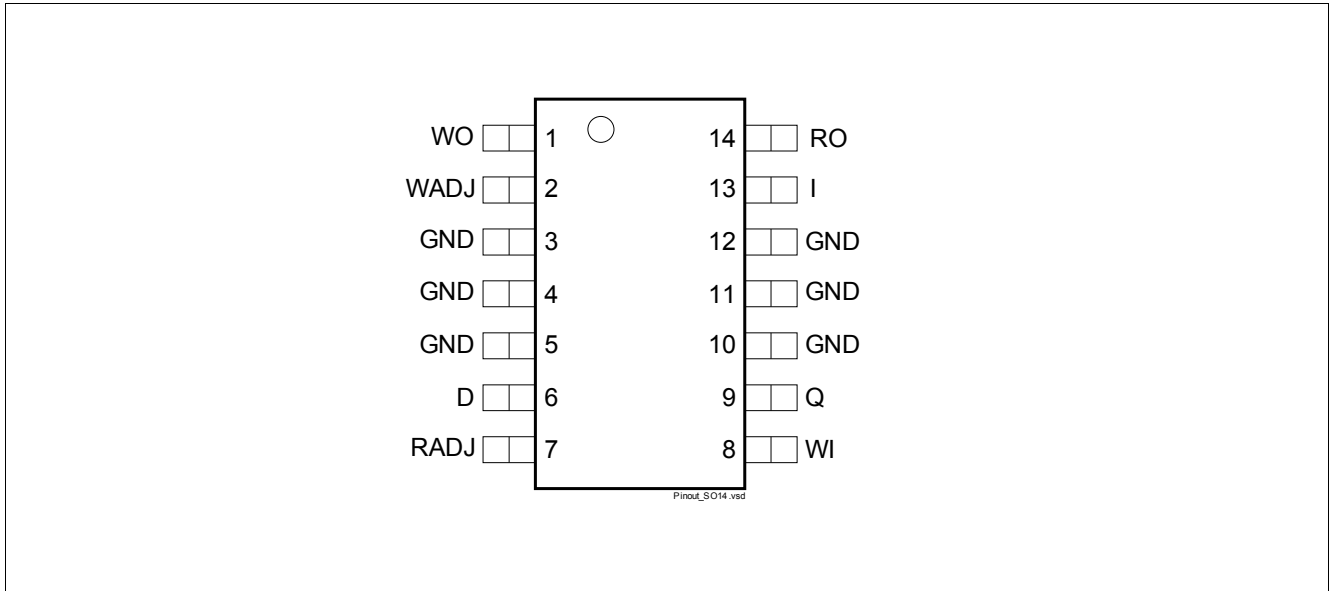 WO 1 14 RO
WADJ 2 13 I
GND 3 12 GND
GND 4 11 GND
GND 5 10 GND
D 6 9 Q
RADJ 7 8 WI
Pinout_SO14.vsd